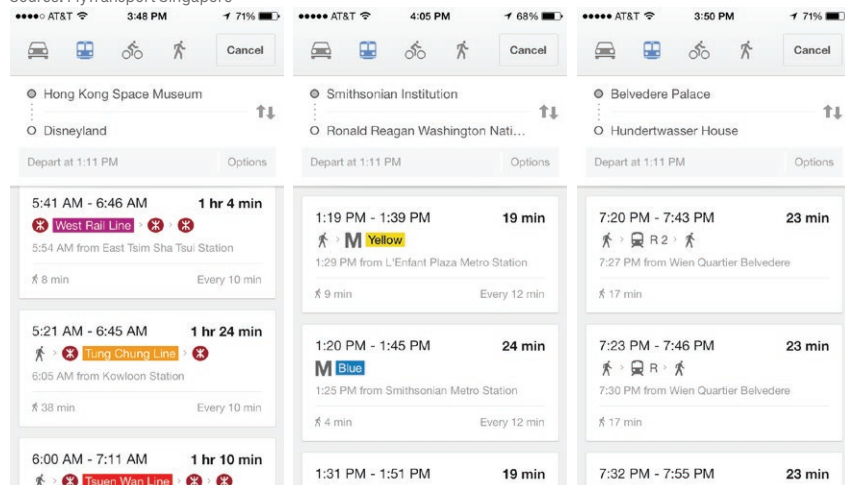 Source: MyTransport Singapore
AT&T 3:48 PM 71%
Cancel
Hong Kong Space Museum
Disneyland
Depart at 1:11 PM Options
5:41 AM - 6:46 AM 1 hr 4 min
West Rail Line
5:54 AM from East Tsim Sha Tsui Station
8 min Every 10 min
5:21 AM - 6:45 AM 1 hr 24 min
Tung Chung Line
6:05 AM from Kowloon Station
38 min Every 10 min
6:00 AM - 7:11 AM 1 hr 10 min
Tsuen Wan Line
AT&T 4:05 PM 68%
Cancel
Smithsonian Institution
Ronald Reagan Washington Nati...
Depart at 1:11 PM Options
1:19 PM - 1:39 PM 19 min
M Yellow
1:29 PM from L'Enfant Plaza Metro Station
9 min Every 12 min
1:20 PM - 1:45 PM 24 min
M Blue
1:25 PM from Smithsonian Metro Station
4 min Every 12 min
1:31 PM - 1:51 PM 19 min
AT&T 3:50 PM 71%
Cancel
Belvedere Palace
Hundertwasser House
Depart at 1:11 PM Options
7:20 PM - 7:43 PM 23 min
R 2
7:27 PM from Wien Quartier Belvedere
17 min
7:23 PM - 7:46 PM 23 min
R
7:30 PM from Wien Quartier Belvedere
17 min
7:32 PM - 7:55 PM 23 min